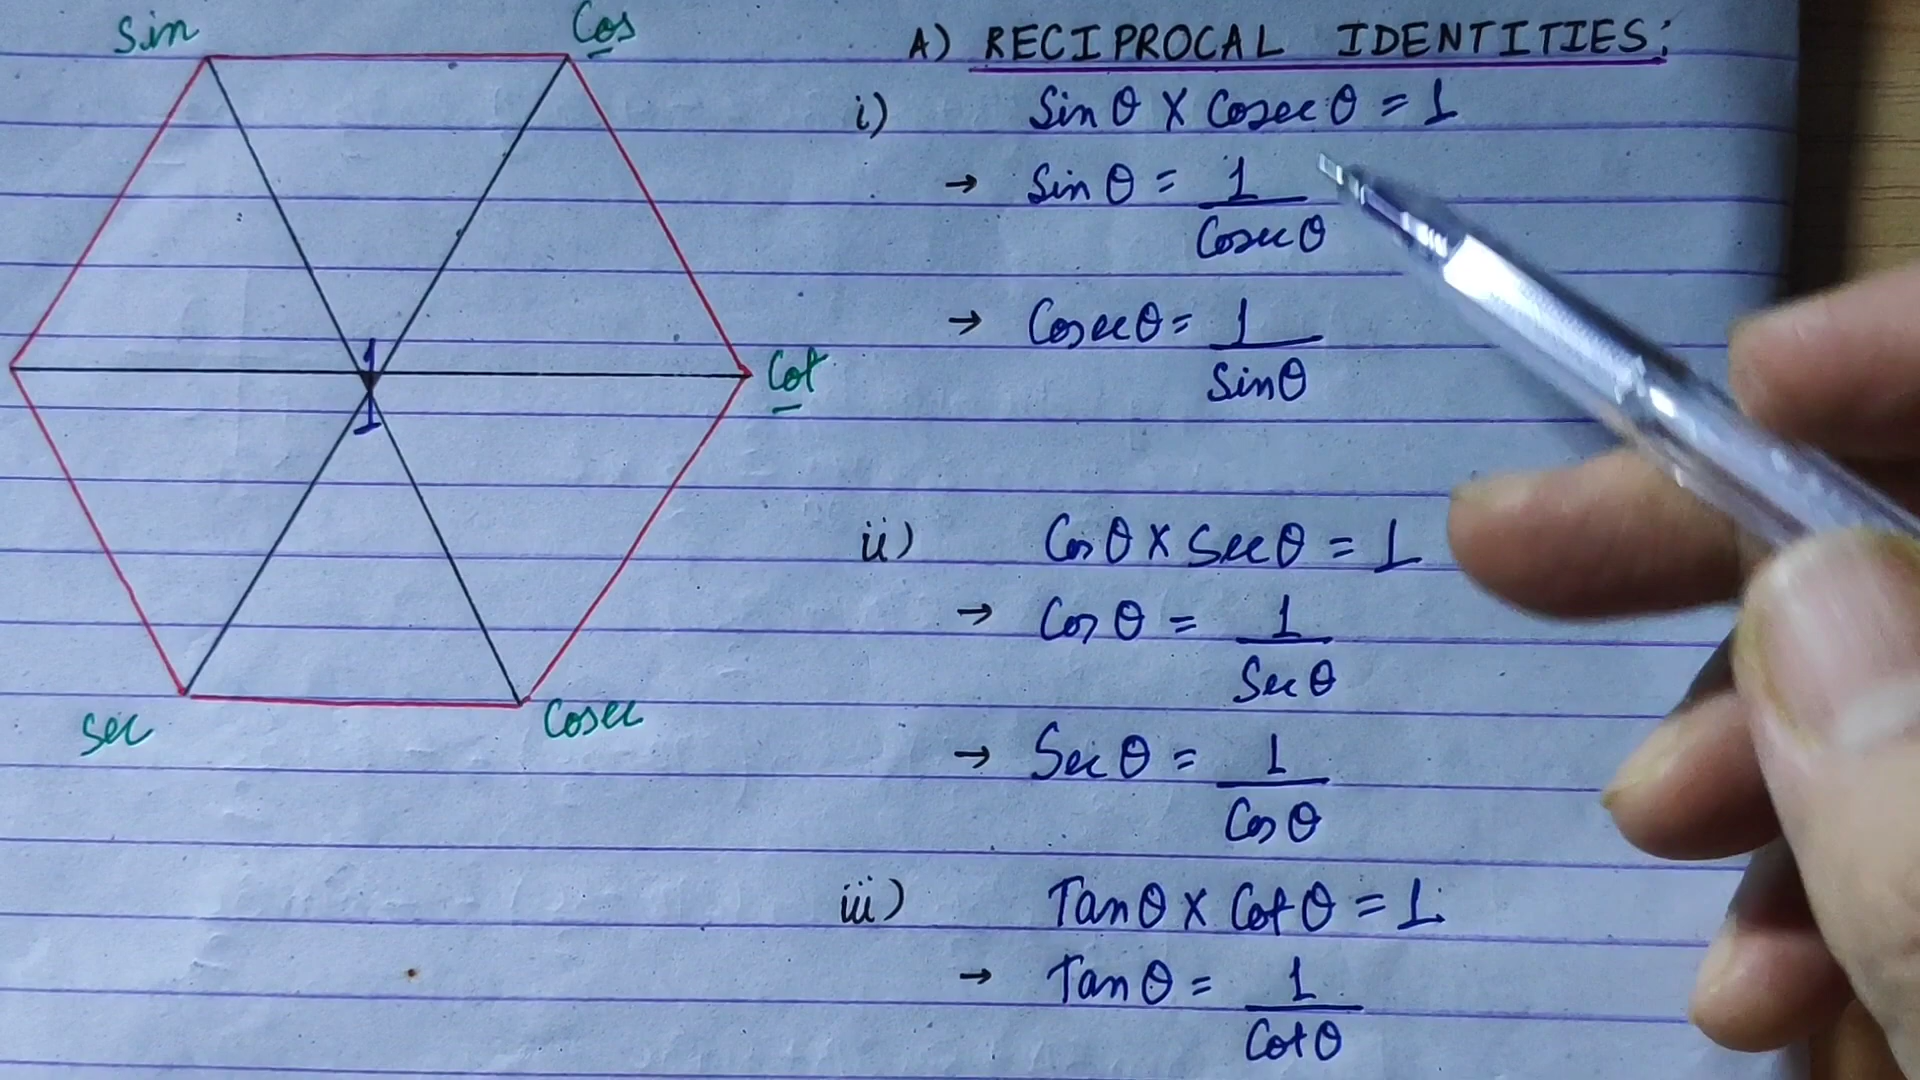 Sin
Cos
Cot
Cosec
Sec
1
1
A) RECIPROCAL IDENTITIES:
i) Sin θ X Cosec θ = 1
→ Sin θ = 1
Cosec θ
→ Cosec θ = 1
Sin θ
ii) Cos θ X Sec θ = 1
→ Cos θ = 1
Sec θ
→ Sec θ = 1
Cos θ
iii) Tan θ X Cot θ = 1
→ Tan θ = 1
Cot θ